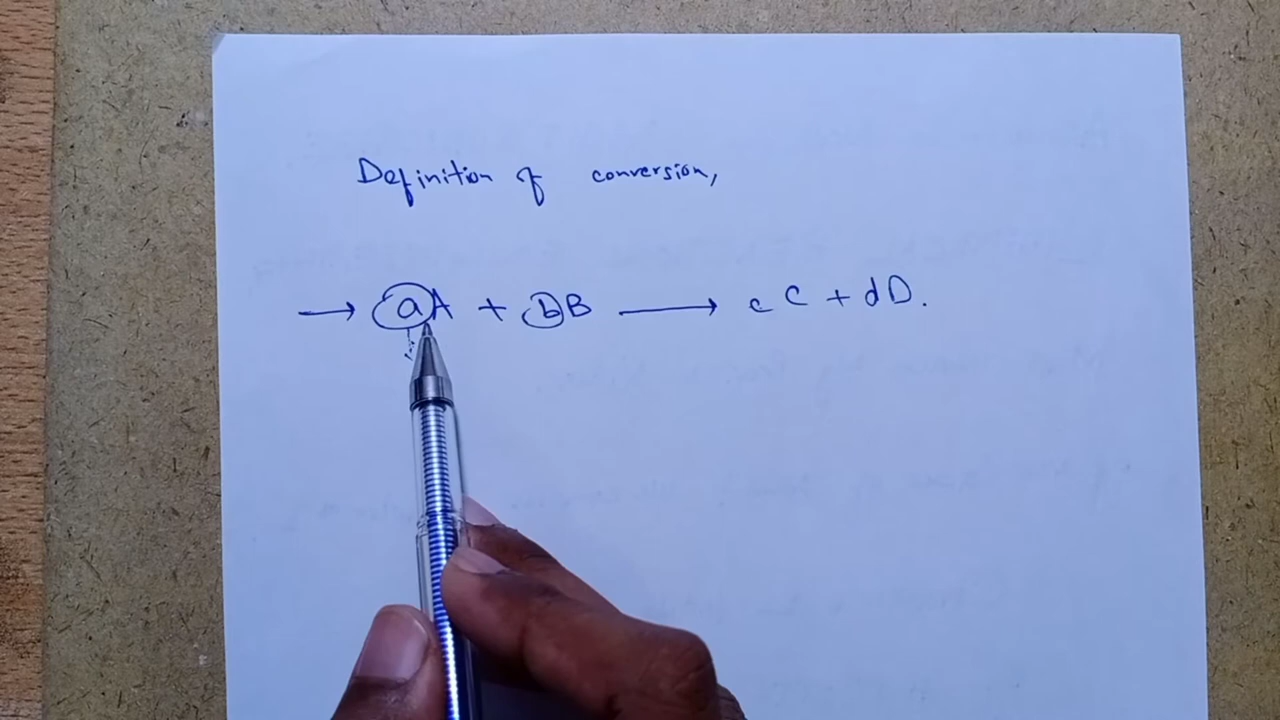 Definition of conversion,
→ aA + bB ⟶ cC + dD.